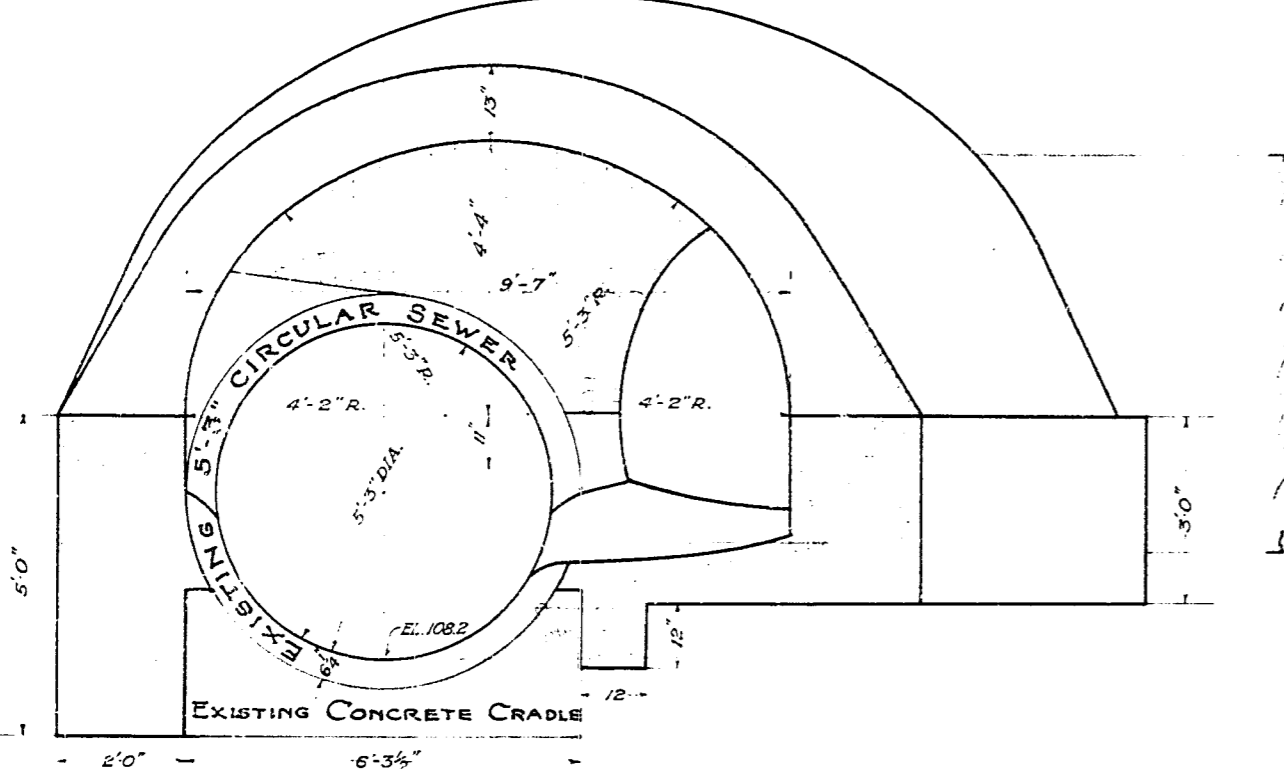 13"
4'-4"
9'-7"
5'-3" R.
EXISTING 5'-3" CIRCULAR SEWER
5'-3" R.
4'-2" R.
4'-2" R.
11"
5'-3" DIA.
5'-0"
3'-0"
EL. 108.2
12"
12
EXISTING CONCRETE CRADLE
2'-0"
6'-3½"